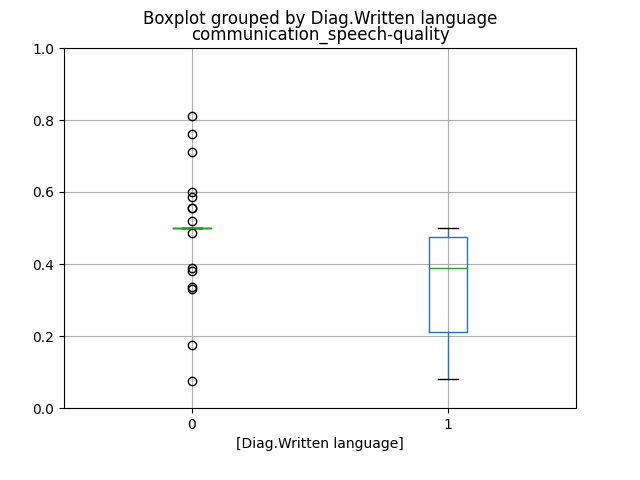 Boxplot grouped by Diag.Written language
communication_speech-quality
1.0
0.8
0.6
0.4
0.2
0.0
0
1
[Diag.Written language]